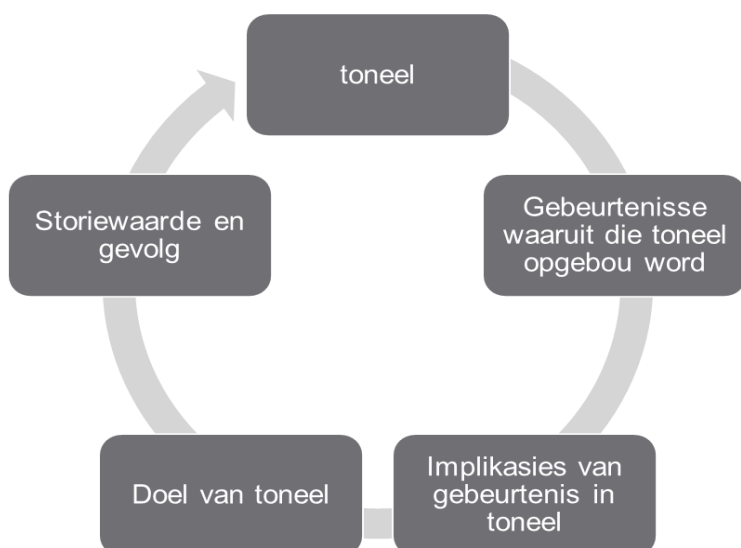 toneel
Gebeurtenisse
waaruit die toneel
opgebou word
Implikasies van
gebeurtenis in
toneel
Doel van toneel
Storiewaarde en
gevolg